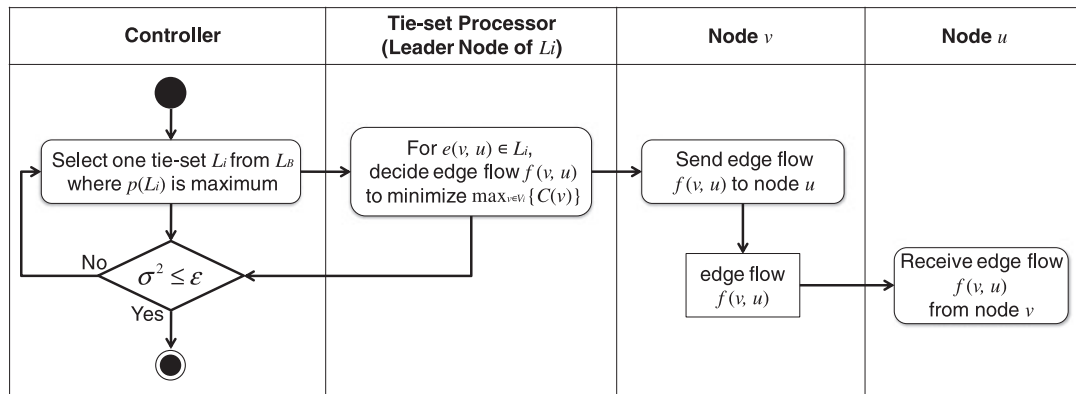 Controller
Tie-set Processor
(Leader Node of Li)
Node v
Node u
Select one tie-set Li from LB
where p(Li) is maximum
For e(v, u) ∈ Li,
decide edge flow f(v, u)
to minimize max v∈Vi {C(v)}
Send edge flow
f(v, u) to node u
No
σ² ≤ ε
Yes
edge flow
f(v, u)
Receive edge flow
f(v, u)
from node v